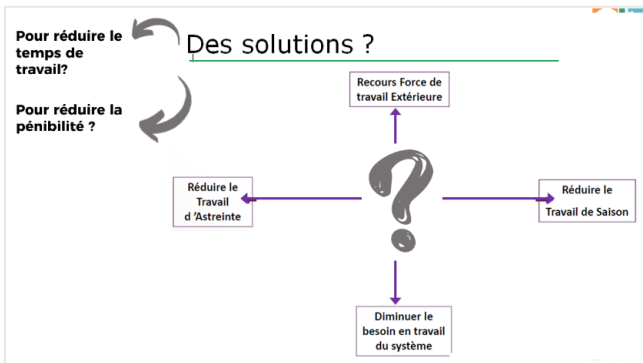 Pour réduire le
temps de
travail?
Des solutions ?
Pour réduire la
pénibilité ?
Recours Force de
travail Extérieure
Réduire le
Travail
d 'Astreinte
?
Réduire le
Travail de Saison
Diminuer le
besoin en travail
du système